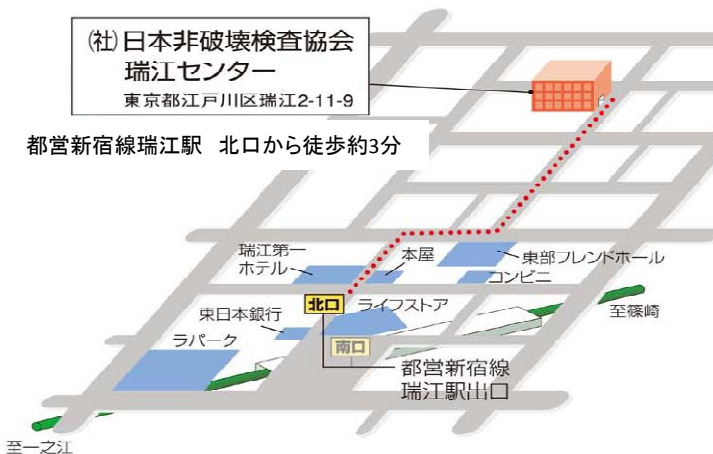 (社)日本非破壊検査協会
瑞江センター
東京都江戸川区瑞江2-11-9
都営新宿線瑞江駅 北口から徒歩約3分
瑞江第一
ホテル
本屋
東部フレンドホール
コンビニ
北口
ライフストア
至篠崎
東日本銀行
ラパーク
南口
都営新宿線
瑞江駅出口
至一之江